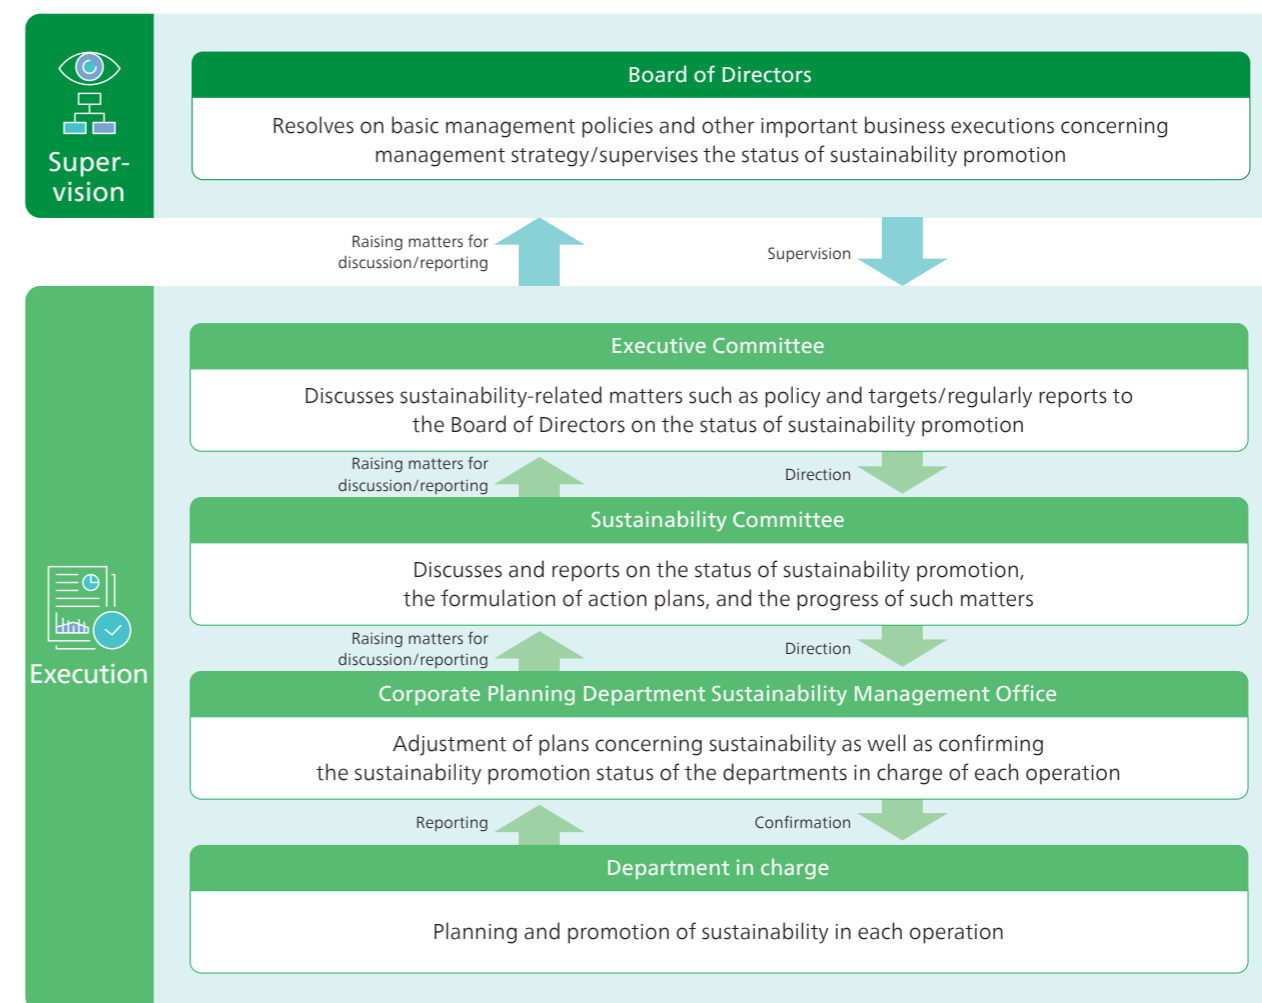 Super-
vision
Board of Directors
Resolves on basic management policies and other important business executions concerning
management strategy/supervises the status of sustainability promotion
Raising matters for
discussion/reporting
Supervision
Execution
Executive Committee
Discusses sustainability-related matters such as policy and targets/regularly reports to
the Board of Directors on the status of sustainability promotion
Raising matters for
discussion/reporting
Direction
Sustainability Committee
Discusses and reports on the status of sustainability promotion,
the formulation of action plans, and the progress of such matters
Raising matters for
discussion/reporting
Direction
Corporate Planning Department Sustainability Management Office
Adjustment of plans concerning sustainability as well as confirming
the sustainability promotion status of the departments in charge of each operation
Reporting
Confirmation
Department in charge
Planning and promotion of sustainability in each operation